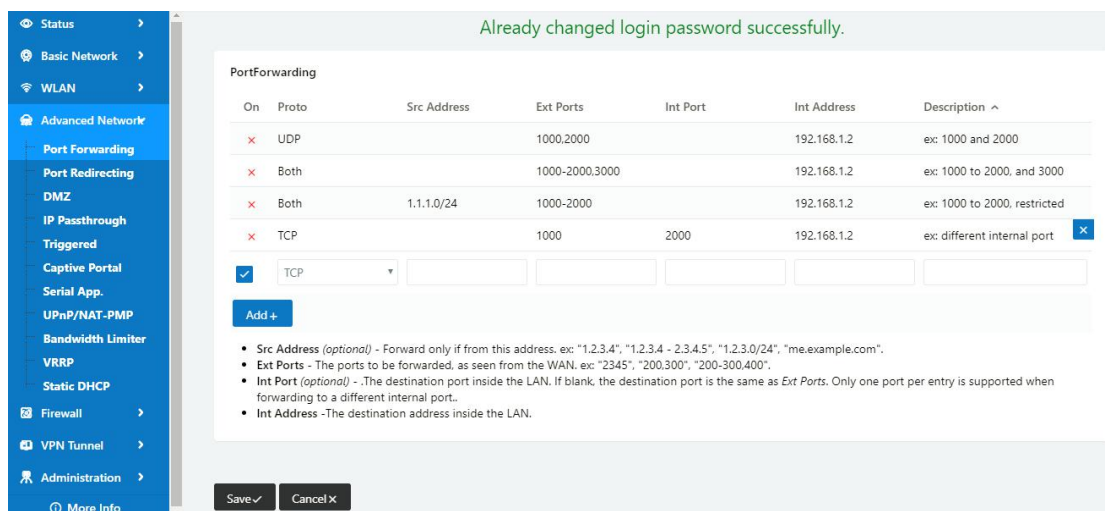 Already changed login password successfully.
Status
Basic Network
WLAN
Advanced Network
Port Forwarding
Port Redirecting
DMZ
IP Passthrough
Triggered
Captive Portal
Serial App.
UPnP/NAT-PMP
Bandwidth Limiter
VRRP
Static DHCP
Firewall
VPN Tunnel
Administration
More Info
PortForwarding
On Proto Src Address Ext Ports Int Port Int Address Description
UDP 1000,2000 192.168.1.2 ex: 1000 and 2000
Both 1000-2000,3000 192.168.1.2 ex: 1000 to 2000, and 3000
Both 1.1.1.0/24 1000-2000 192.168.1.2 ex: 1000 to 2000, restricted
TCP 1000 2000 192.168.1.2 ex: different internal port
TCP
Add +
• Src Address (optional) - Forward only if from this address. ex: "1.2.3.4", "1.2.3.4 - 2.3.4.5", "1.2.3.0/24", "me.example.com".
• Ext Ports - The ports to be forwarded, as seen from the WAN. ex: "2345", "200,300", "200-300,400".
• Int Port (optional) - .The destination port inside the LAN. If blank, the destination port is the same as Ext Ports. Only one port per entry is supported when
forwarding to a different internal port..
• Int Address -The destination address inside the LAN.
Save Cancel